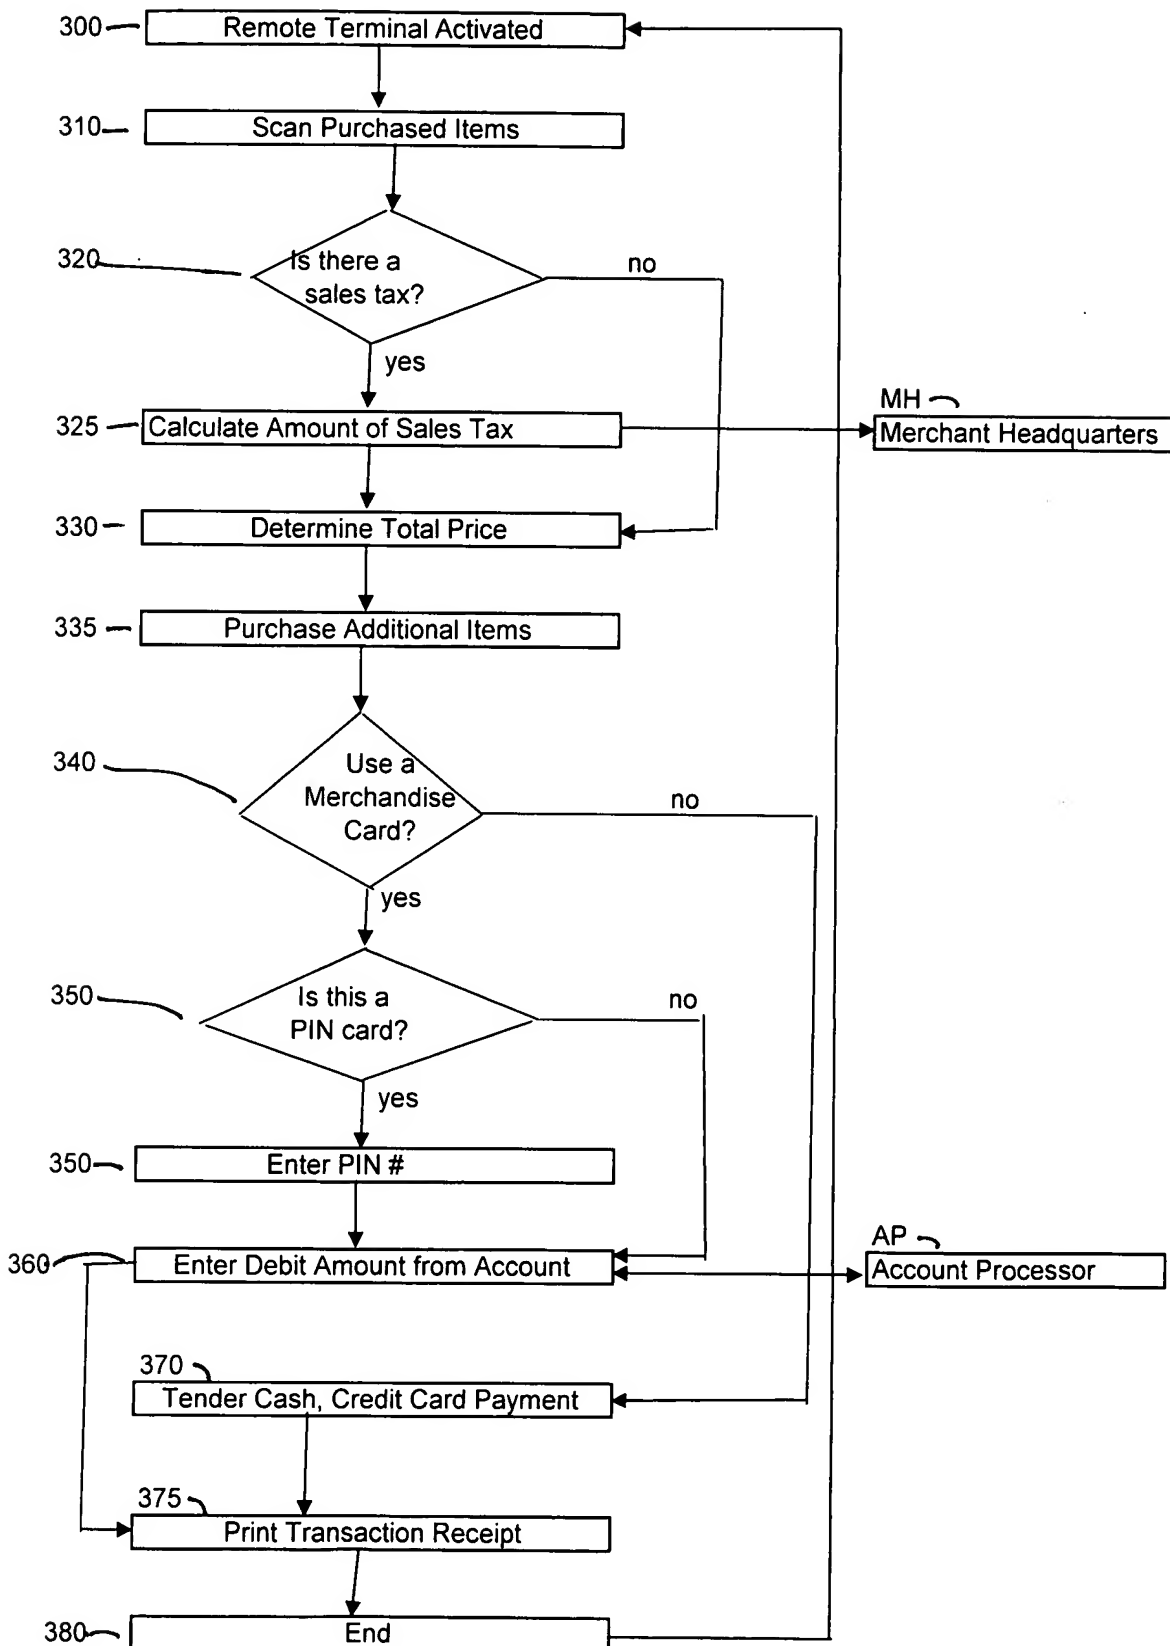 300
Remote Terminal Activated
310
Scan Purchased Items
320
Is there a
sales tax?
no
yes
MH
325
Calculate Amount of Sales Tax
Merchant Headquarters
330
Determine Total Price
335
Purchase Additional Items
340
Use a
Merchandise
Card?
no
yes
350
Is this a
PIN card?
no
yes
350
Enter PIN #
AP
360
Enter Debit Amount from Account
Account Processor
370
Tender Cash, Credit Card Payment
375
Print Transaction Receipt
380
End